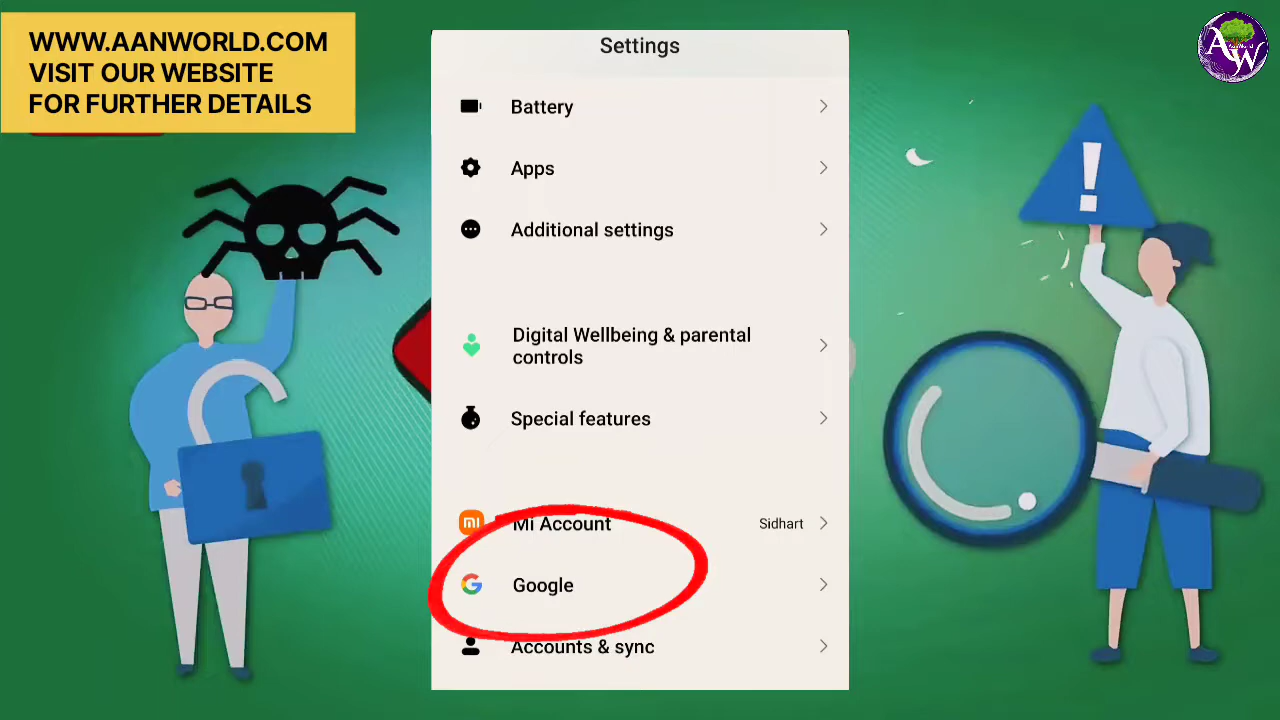 WWW.AANWORLD.COM
VISIT OUR WEBSITE
FOR FURTHER DETAILS
Settings
Battery
Apps
Additional settings
Digital Wellbeing & parental
controls
Special features
Mi Account
Sidhart
Google
Accounts & sync
AW
!